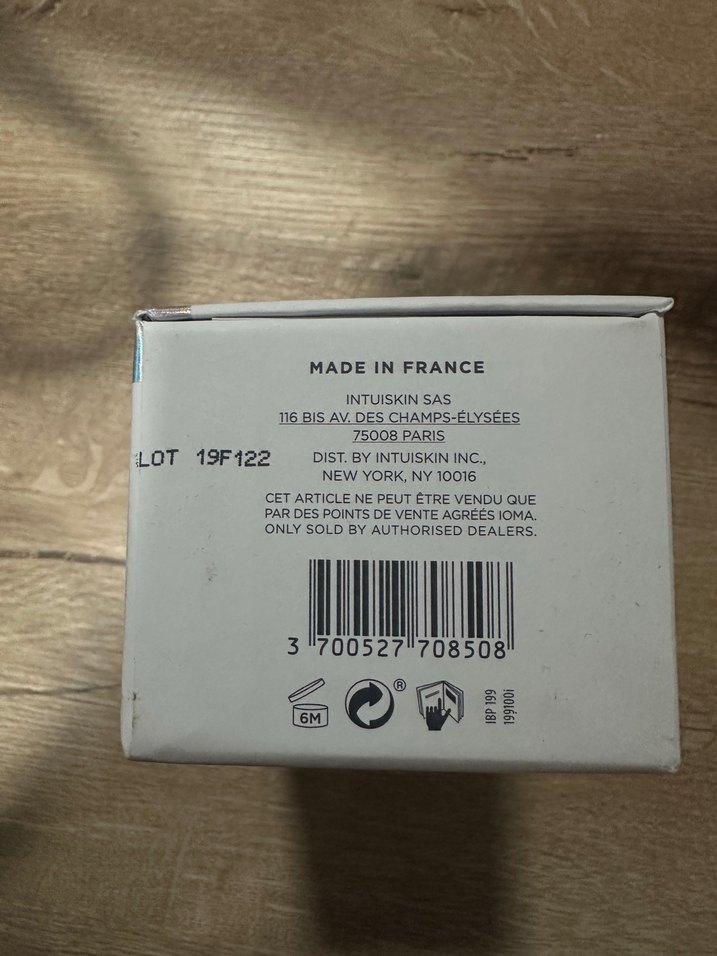 MADE IN FRANCE
INTUISKIN SAS
116 BIS AV. DES CHAMPS-ÉLYSÉES
75008 PARIS
LOT 19F122
DIST. BY INTUISKIN INC.,
NEW YORK, NY 10016
CET ARTICLE NE PEUT ÊTRE VENDU QUE
PAR DES POINTS DE VENTE AGRÉÉS IOMA.
ONLY SOLD BY AUTHORISED DEALERS.
3 700527 708508
6M
®
IBP 199
199100i